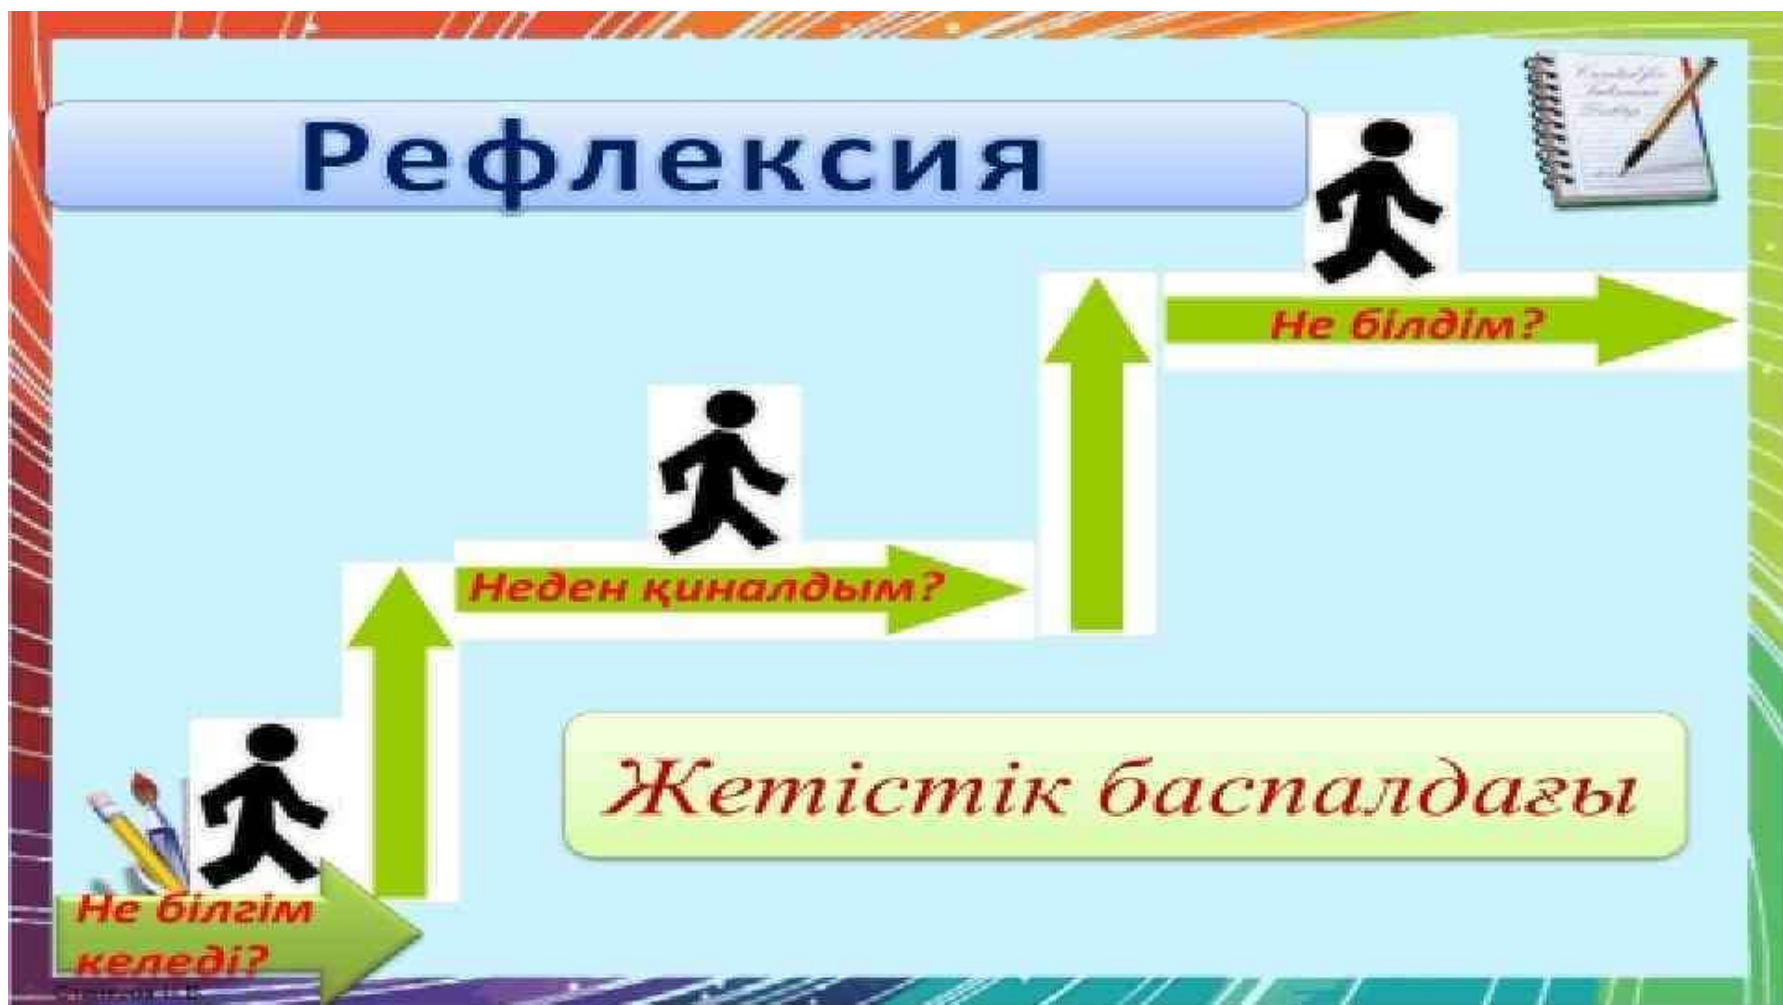 Рефлексия
Не білдім?
Неден қиналдым?
Жетістік баспалдағы
Не білгім
келеді?